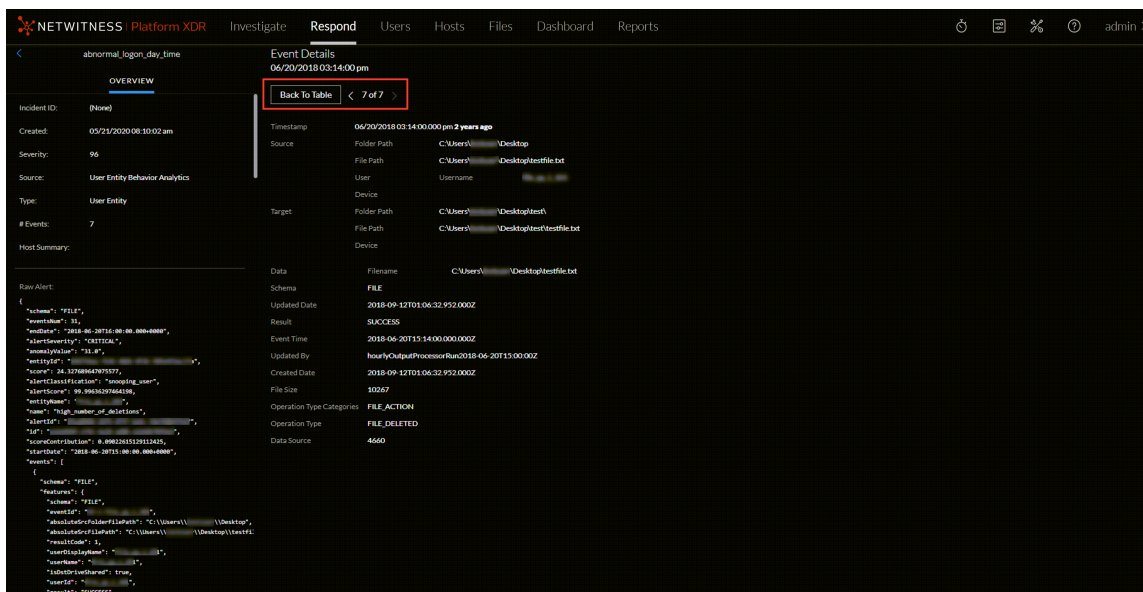 NETWITNESS Platform XDR Investigate Respond Users Hosts Files Dashboard Reports admin
abnormal_logon_day_time
OVERVIEW
Incident ID: (None)
Created: 05/21/2020 08:10:02 am
Severity: 96
Source: User Entity Behavior Analytics
Type: User Entity
# Events: 7
Host Summary:
Raw Alert:
{
"schema": "FILE",
"eventsNum": 31,
"endDate": "2018-06-20T16:00:00.000+0000",
"alertSeverity": "CRITICAL",
"anomalyValue": "31.0",
"entityId": "
"score": 24.327689647075577,
"alertClassification": "snooping_user",
"alertScore": 99.99636297464198,
"entityName": "
"name": "high_number_of_deletions",
"alertId": "
"id": "
"scoreContribution": 0.09022615129112425,
"startDate": "2018-06-20T15:00:00.000+0000",
"events": [
{
"schema": "FILE",
"features": {
"schema": "FILE",
"eventId": "
"absoluteSrcFolderFilePath": "C:\\Users\\ \\Desktop",
"absoluteSrcFilePath": "C:\\Users\\ \\Desktop\\testfi
"resultCode": 1,
"userDisplayName": "
"userName": "
"isDstDriveShared": true,
"userId": "
"result": "SUCCESS"
Event Details
06/20/2018 03:14:00 pm
Back To Table < 7 of 7 >
Timestamp 06/20/2018 03:14:00.000 pm 2 years ago
Source Folder Path C:\Users\ \Desktop
File Path C:\Users\ \Desktop\testfile.txt
User Username
Device
Target Folder Path C:\Users\ \Desktop\test\
File Path C:\Users\ \Desktop\test\testfile.txt
Device
Data Filename C:\Users\ \Desktop\testfile.txt
Schema FILE
Updated Date 2018-09-12T01:06:32.952.000Z
Result SUCCESS
Event Time 2018-06-20T15:14:00.000.000Z
Updated By hourlyOutputProcessorRun2018-06-20T15:00:00Z
Created Date 2018-09-12T01:06:32.952.000Z
File Size 10267
Operation Type Categories FILE_ACTION
Operation Type FILE_DELETED
Data Source 4660